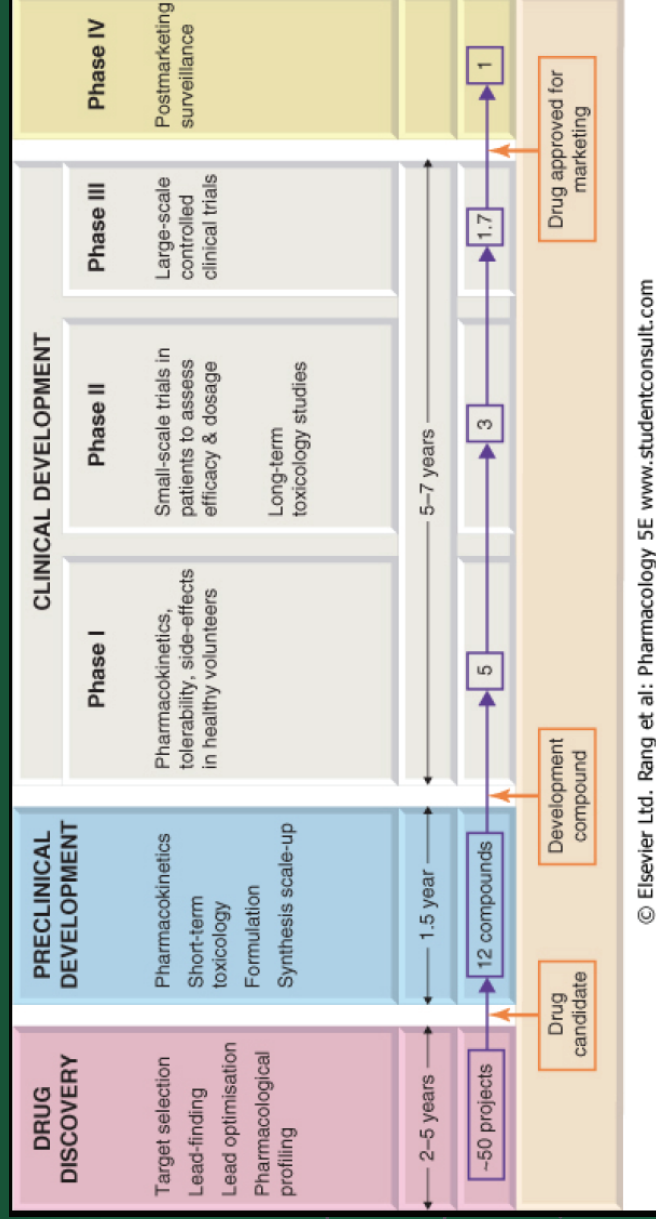 DRUG
DISCOVERY
Target selection
Lead-finding
Lead optimisation
Pharmacological
profiling
2–5 years
~50 projects
Drug
candidate
PRECLINICAL
DEVELOPMENT
Pharmacokinetics
Short-term
toxicology
Formulation
Synthesis scale-up
1.5 year
12 compounds
Development
compound
CLINICAL DEVELOPMENT
Phase I
Pharmacokinetics,
tolerability, side-effects
in healthy volunteers
Phase II
Small-scale trials in
patients to assess
efficacy & dosage
Long-term
toxicology studies
Phase III
Large-scale
controlled
clinical trials
5–7 years
5
3
1.7
Drug approved for
marketing
Phase IV
Postmarketing
surveillance
1
© Elsevier Ltd. Rang et al: Pharmacology 5E www.studentconsult.com